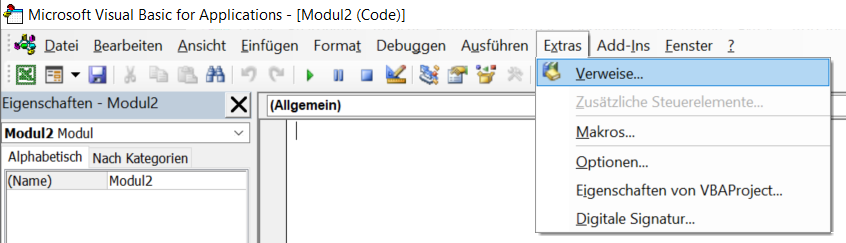 Microsoft Visual Basic for Applications - [Modul2 (Code)]
Datei Bearbeiten Ansicht Einfügen Format Debuggen Ausführen Extras Add-Ins Fenster ?
Verweise...
Eigenschaften - Modul2
(Allgemein)
Zusätzliche Steuerelemente...
Modul2 Modul
Makros...
Alphabetisch Nach Kategorien
Optionen...
(Name) Modul2
Eigenschaften von VBAProject...
Digitale Signatur...